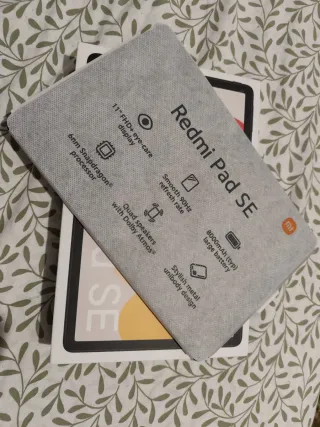 Redmi Pad SE
11" FHD+ eye-care
display
6nm Snapdragon®
processor
Smooth 90Hz
refresh rate
Quad speakers
with Dolby Atmos®
8000mAh (typ)
large battery
Stylish metal
unibody design
mi
SE